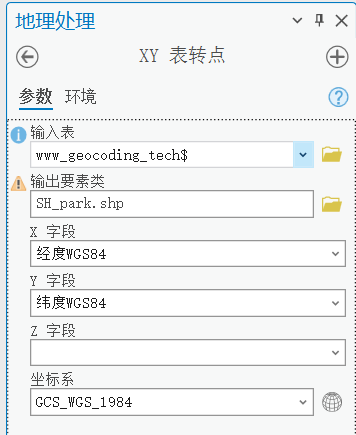 地理处理
XY 表转点
参数 环境
输入表
www_geocoding_tech$
输出要素类
SH_park.shp
X 字段
经度WGS84
Y 字段
纬度WGS84
Z 字段
坐标系
GCS_WGS_1984